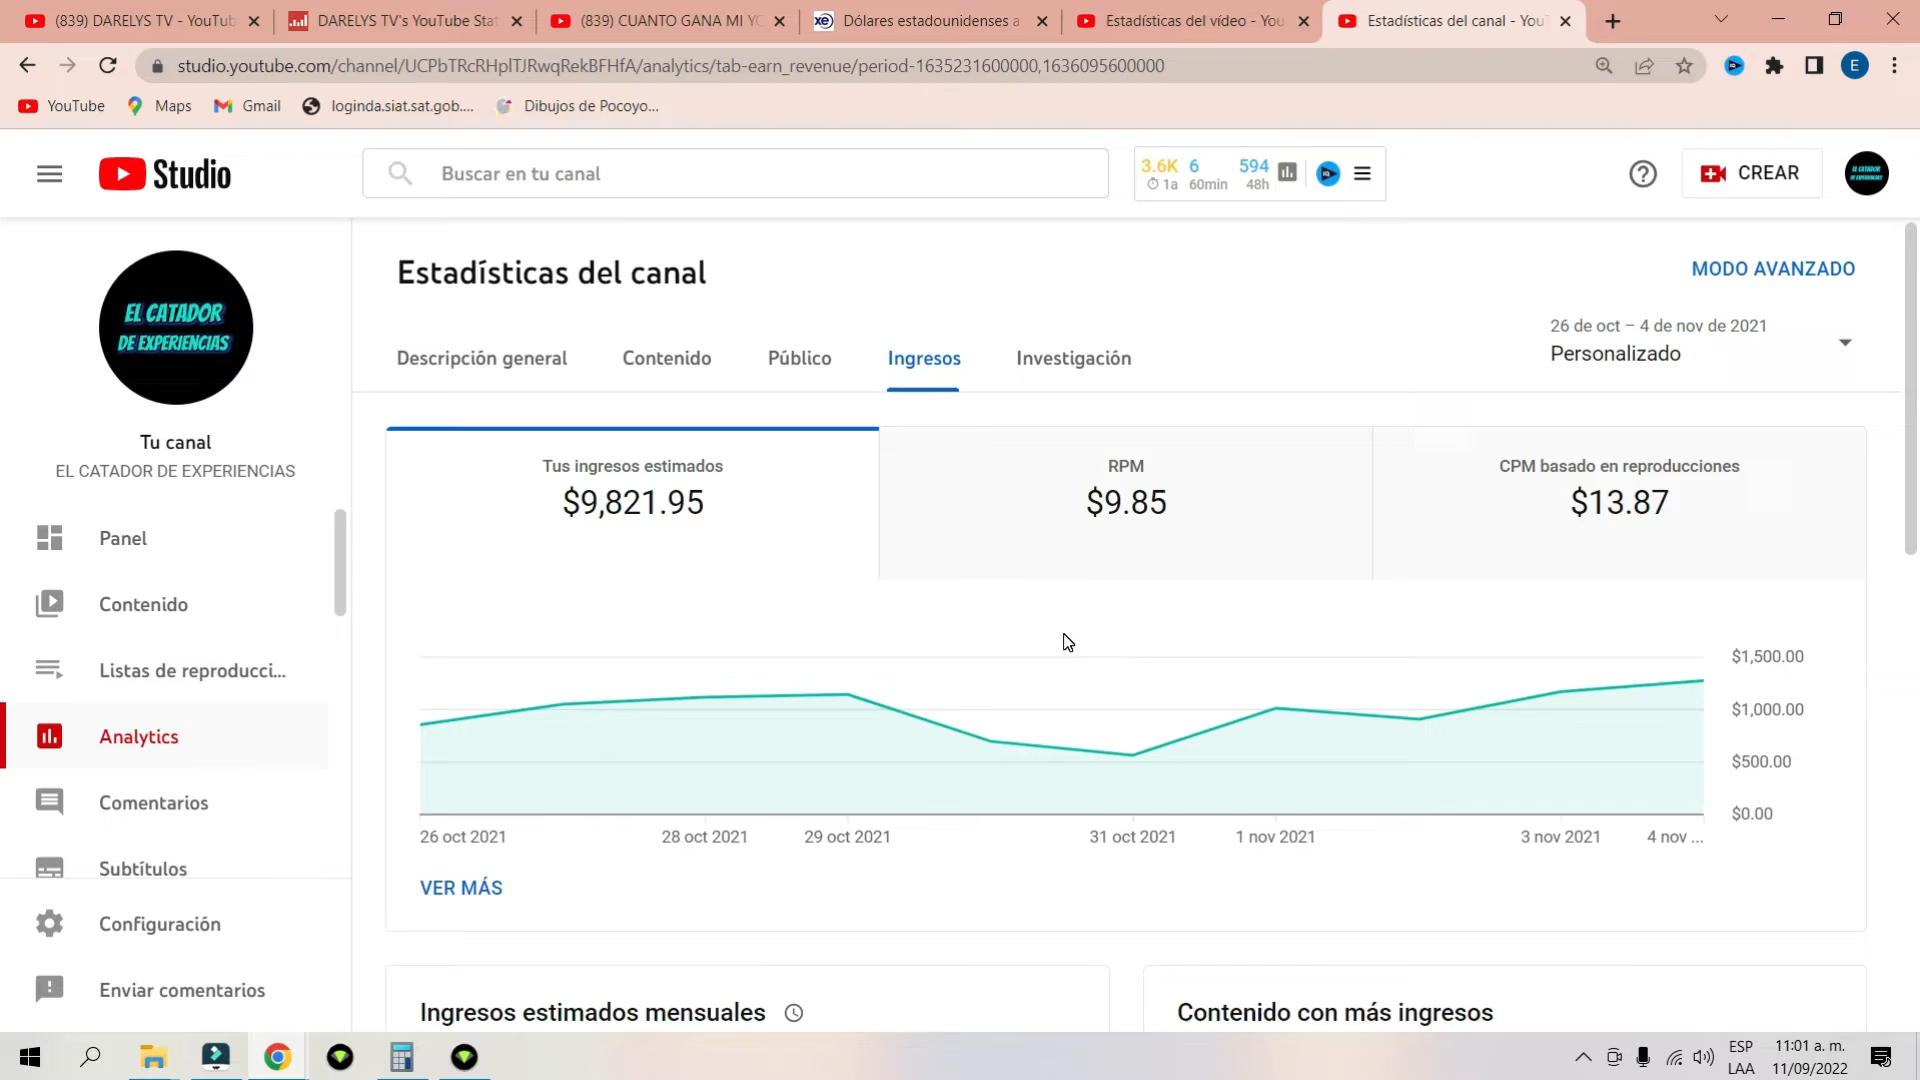 (839) DARELYS TV - YouTub
DARELYS TV's YouTube Stat
(839) CUANTO GANA MI YO
Dólares estadounidenses a
Estadísticas del vídeo - You
Estadísticas del canal - YouT
studio.youtube.com/channel/UCPbTRcRHplTJRwqRekBFHfA/analytics/tab-earn_revenue/period-1635231600000,1636095600000
E
YouTube
Maps
Gmail
loginda.siat.sat.gob....
Dibujos de Pocoyo...
Studio
Buscar en tu canal
3.6K 6 594
1a 60min 48h
CREAR
EL CATADOR
DE EXPERIENCIAS
Tu canal
EL CATADOR DE EXPERIENCIAS
Panel
Contenido
Listas de reproducci...
Analytics
Comentarios
Subtítulos
Configuración
Enviar comentarios
Estadísticas del canal
MODO AVANZADO
26 de oct – 4 de nov de 2021
Personalizado
Descripción general
Contenido
Público
Ingresos
Investigación
Tus ingresos estimados
$9,821.95
RPM
$9.85
CPM basado en reproducciones
$13.87
$1,500.00
$1,000.00
$500.00
$0.00
26 oct 2021
28 oct 2021
29 oct 2021
31 oct 2021
1 nov 2021
3 nov 2021
4 nov ...
VER MÁS
Ingresos estimados mensuales
Contenido con más ingresos
ESP
LAA
11:01 a. m.
11/09/2022